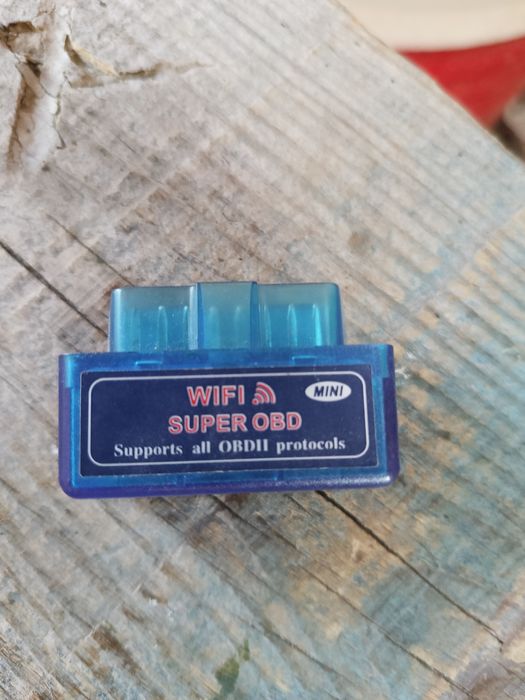 WIFI
MINI
SUPER OBD
Supports all OBDII protocols